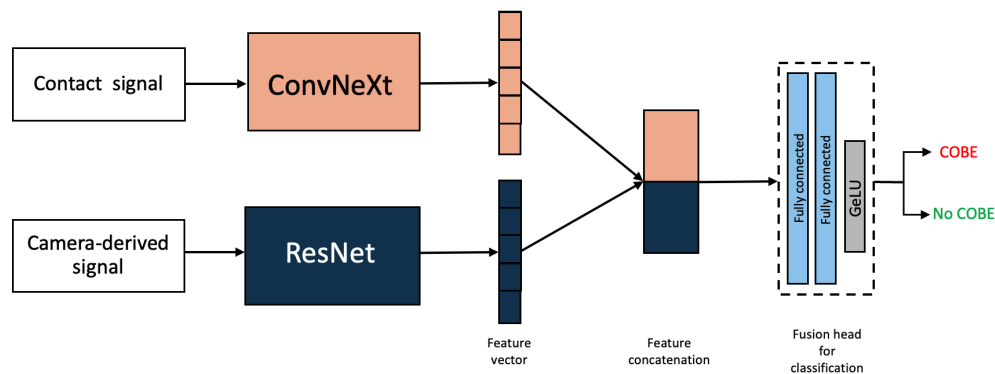 Contact signal
ConvNeXt
Camera-derived
signal
ResNet
Feature
vector
Feature
concatenation
Fully connected
Fully connected
GeLU
Fusion head
for
classification
COBE
No COBE